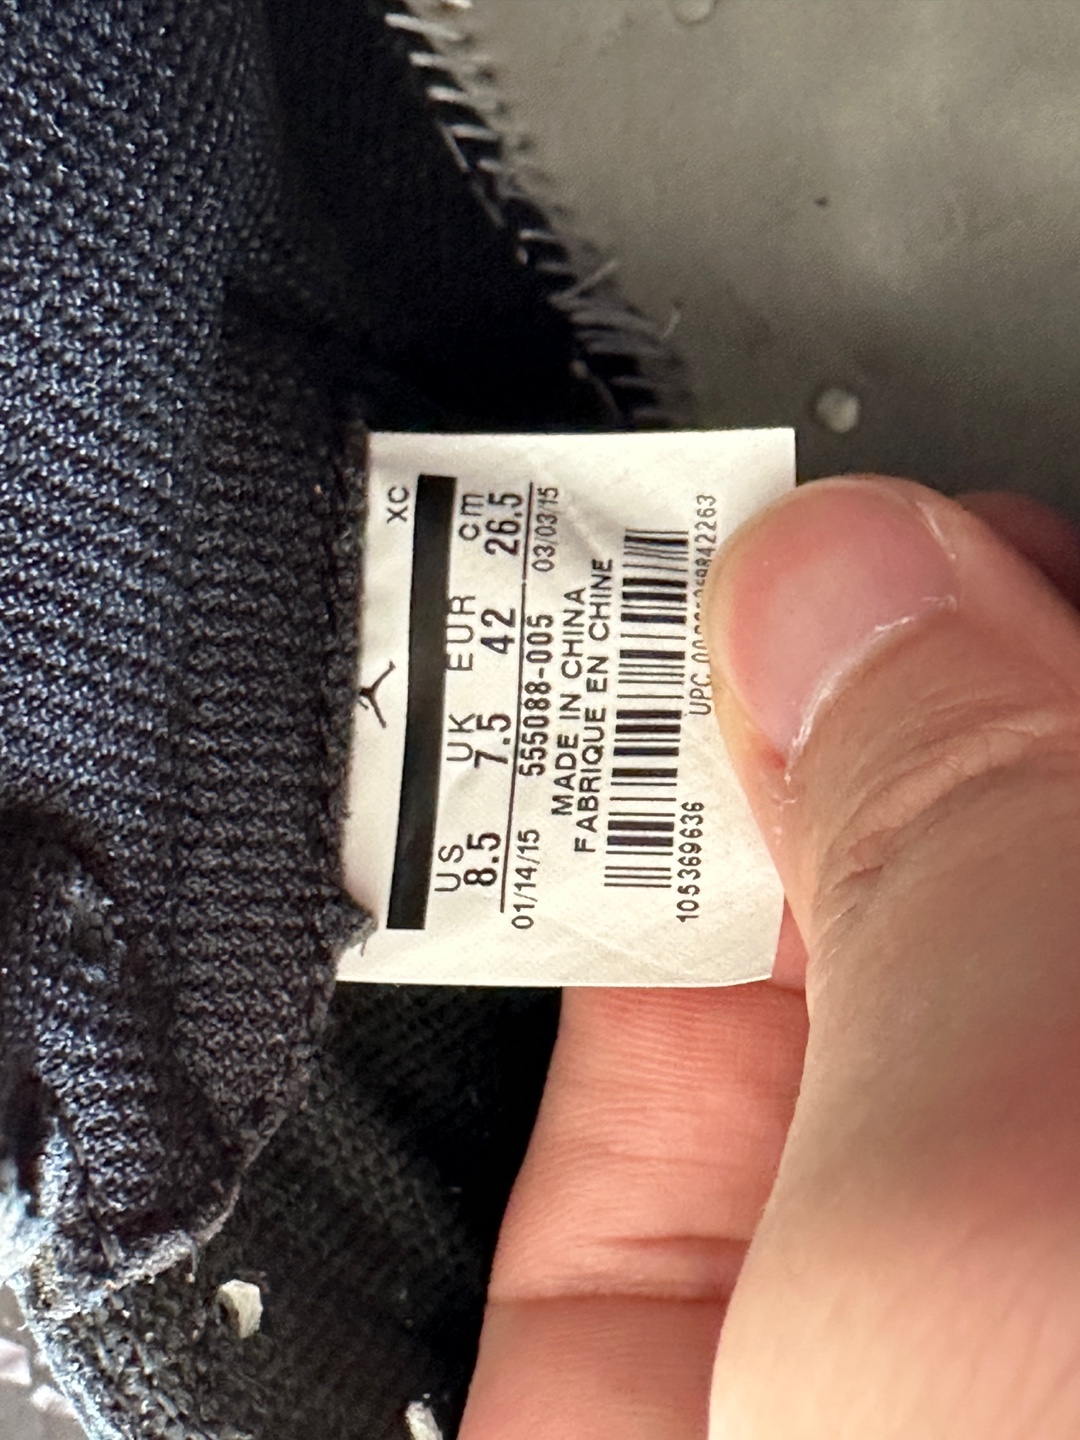 XC
US UK EUR cm
8.5 7.5 42 26.5
01/14/15 555088-005 03/03/15
MADE IN CHINA
FABRIQUE EN CHINE
105369636 UPC